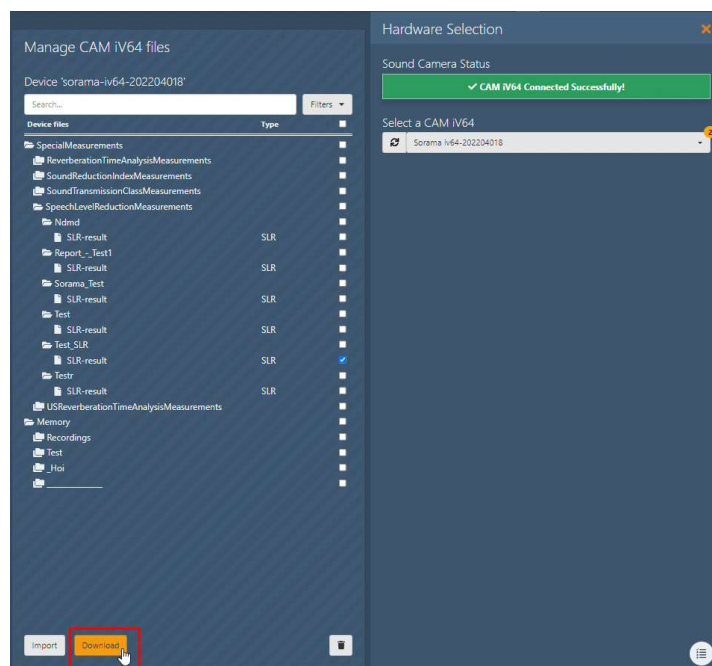 Manage CAM iV64 files
Device 'sorama-iv64-202204018'
Search...
Filters
Device files Type
SpecialMeasurements
ReverberationTimeAnalysisMeasurements
SoundReductionIndexMeasurements
SoundTransmissionClassMeasurements
SpeechLevelReductionMeasurements
Ndmd
SLR-result SLR
Report_-_Test1
SLR-result SLR
Sorama_Test
SLR-result SLR
Test
SLR-result SLR
Test_SLR
SLR-result SLR
Testr
SLR-result SLR
USReverberationTimeAnalysisMeasurements
Memory
Recordings
Test
_Hoi
____________
Import
Download
Hardware Selection
Sound Camera Status
CAM iV64 Connected Successfully!
Select a CAM iV64
Sorama iv64-202204018
2